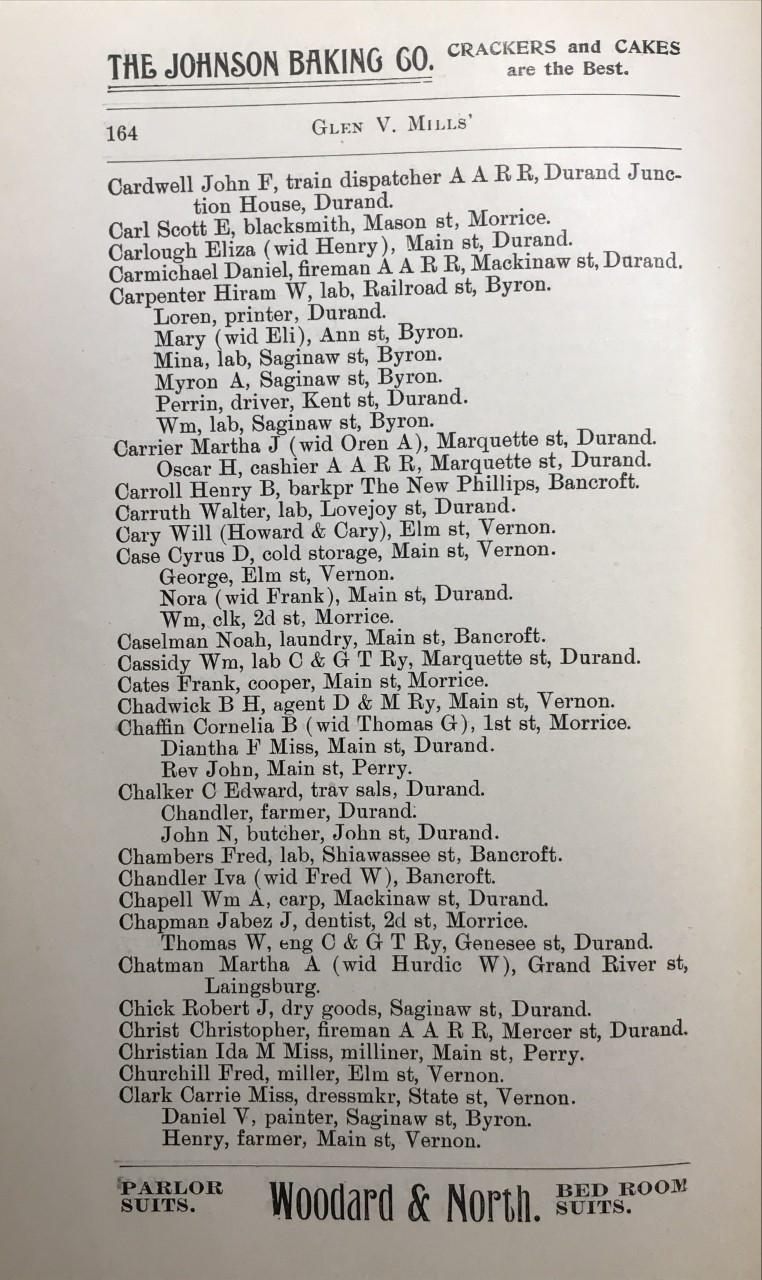 THE JOHNSON BAKING CO. CRACKERS and CAKES
are the Best.
164 GLEN V. MILLS'
Cardwell John F, train dispatcher A A R R, Durand Junc-
tion House, Durand.
Carl Scott E, blacksmith, Mason st, Morrice.
Carlough Eliza (wid Henry), Main st, Durand.
Carmichael Daniel, fireman A A R R, Mackinaw st, Durand.
Carpenter Hiram W, lab, Railroad st, Byron.
Loren, printer, Durand.
Mary (wid Eli), Ann st, Byron.
Mina, lab, Saginaw st, Byron.
Myron A, Saginaw st, Byron.
Perrin, driver, Kent st, Durand.
Wm, lab, Saginaw st, Byron.
Carrier Martha J (wid Oren A), Marquette st, Durand.
Oscar H, cashier A A R R, Marquette st, Durand.
Carroll Henry B, barkpr The New Phillips, Bancroft.
Carruth Walter, lab, Lovejoy st, Durand.
Cary Will (Howard & Cary), Elm st, Vernon.
Case Cyrus D, cold storage, Main st, Vernon.
George, Elm st, Vernon.
Nora (wid Frank), Main st, Durand.
Wm, clk, 2d st, Morrice.
Caselman Noah, laundry, Main st, Bancroft.
Cassidy Wm, lab C & G T Ry, Marquette st, Durand.
Cates Frank, cooper, Main st, Morrice.
Chadwick B H, agent D & M Ry, Main st, Vernon.
Chaffin Cornelia B (wid Thomas G), 1st st, Morrice.
Diantha F Miss, Main st, Durand.
Rev John, Main st, Perry.
Chalker C Edward, trav sals, Durand.
Chandler, farmer, Durand.
John N, butcher, John st, Durand.
Chambers Fred, lab, Shiawassee st, Bancroft.
Chandler Iva (wid Fred W), Bancroft.
Chapell Wm A, carp, Mackinaw st, Durand.
Chapman Jabez J, dentist, 2d st, Morrice.
Thomas W, eng C & G T Ry, Genesee st, Durand.
Chatman Martha A (wid Hurdic W), Grand River st,
Laingsburg.
Chick Robert J, dry goods, Saginaw st, Durand.
Christ Christopher, fireman A A R R, Mercer st, Durand.
Christian Ida M Miss, milliner, Main st, Perry.
Churchill Fred, miller, Elm st, Vernon.
Clark Carrie Miss, dressmkr, State st, Vernon.
Daniel V, painter, Saginaw st, Byron.
Henry, farmer, Main st, Vernon.
PARLOR
SUITS.
Woodard & North.
BED ROOM
SUITS.